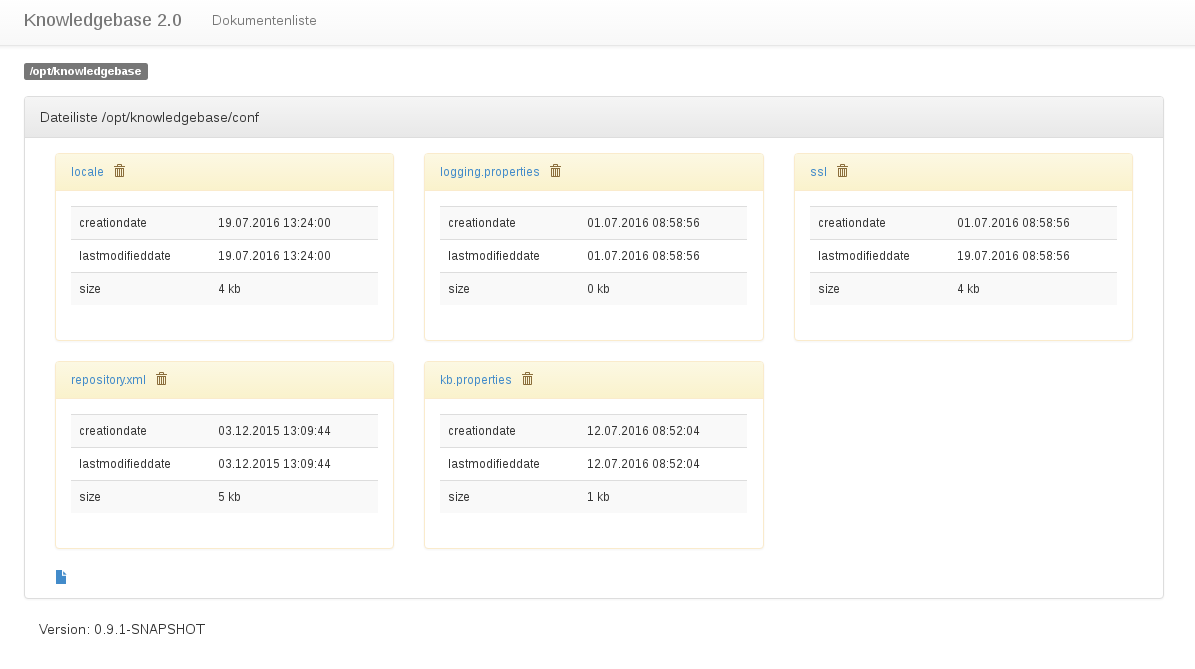 Knowledgebase 2.0 Dokumentenliste
/opt/knowledgebase
Dateiliste /opt/knowledgebase/conf
locale
creationdate 19.07.2016 13:24:00
lastmodifieddate 19.07.2016 13:24:00
size 4 kb
logging.properties
creationdate 01.07.2016 08:58:56
lastmodifieddate 01.07.2016 08:58:56
size 0 kb
ssl
creationdate 01.07.2016 08:58:56
lastmodifieddate 19.07.2016 08:58:56
size 4 kb
repository.xml
creationdate 03.12.2015 13:09:44
lastmodifieddate 03.12.2015 13:09:44
size 5 kb
kb.properties
creationdate 12.07.2016 08:52:04
lastmodifieddate 12.07.2016 08:52:04
size 1 kb
Version: 0.9.1-SNAPSHOT